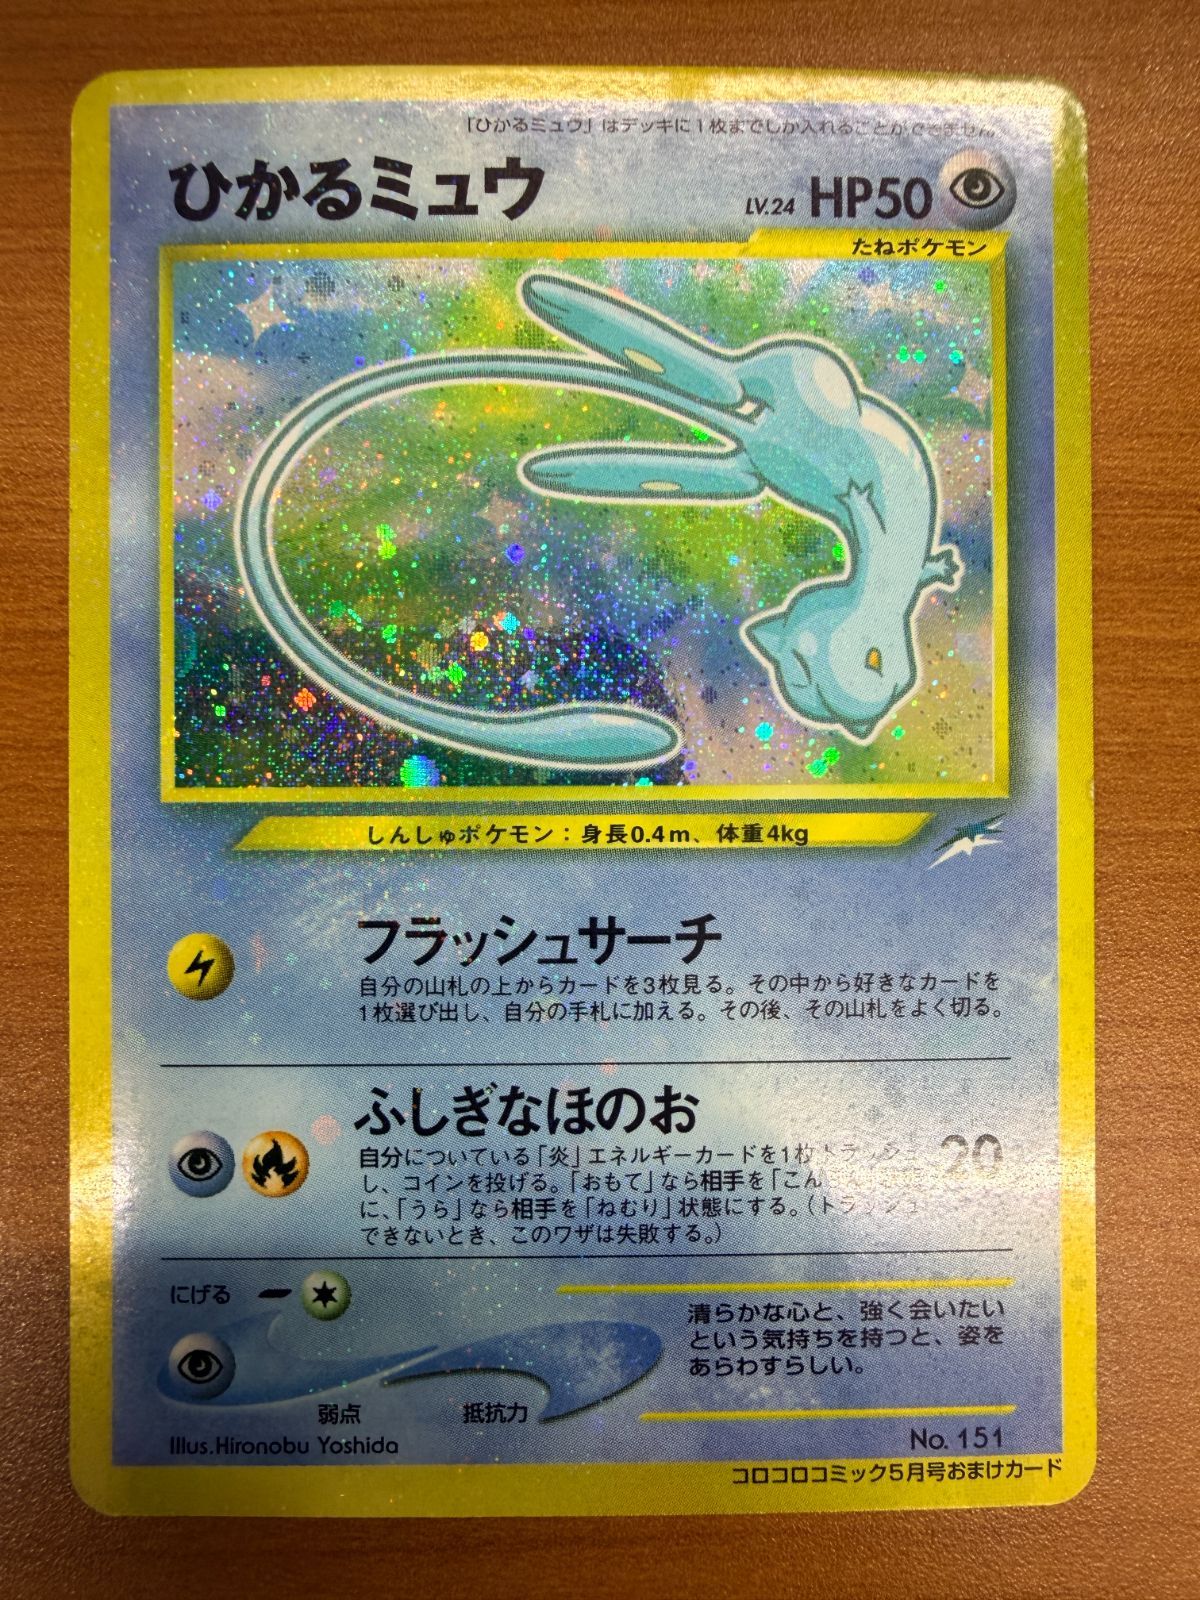 「ひかるミュウ」はデッキに1枚までしか入れることができません
ひかるミュウ
LV.24 HP50
たねポケモン
しんしゅポケモン：身長0.4m、体重4kg
フラッシュサーチ
自分の山札の上からカードを3枚見る。その中から好きなカードを
1枚選び出し、自分の手札に加える。その後、その山札をよく切る。
ふしぎなほのお
20
自分についている「炎」エネルギーカードを1枚トラッシュ
し、コインを投げる。「おもて」なら相手を「こん
に、「うら」なら相手を「ねむり」状態にする。（トラッシュ
できないとき、このワザは失敗する。）
にげる
弱点
抵抗力
清らかな心と、強く会いたい
という気持ちを持つと、姿を
あらわすらしい。
Illus.Hironobu Yoshida
No. 151
コロコロコミック5月号おまけカード